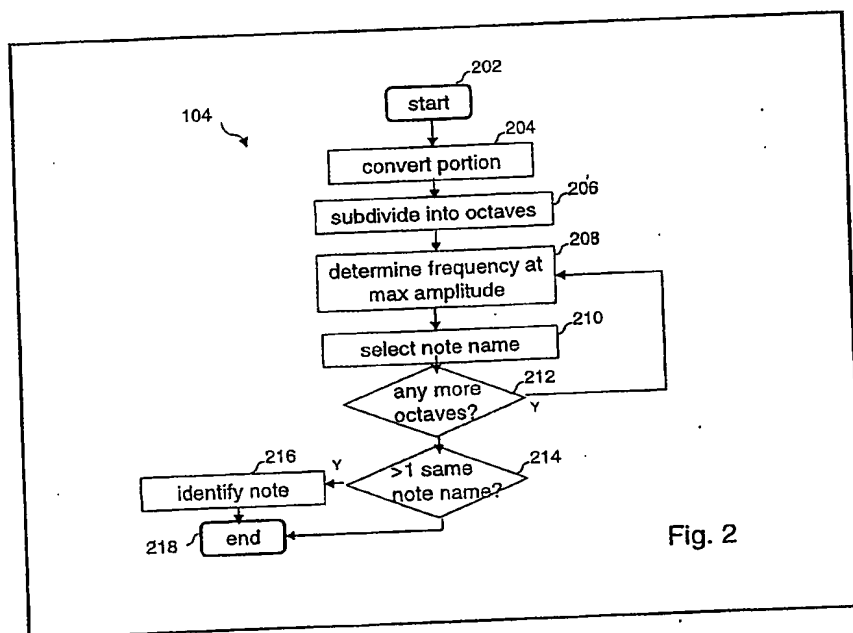 202
start
104
204
convert portion
206
subdivide into octaves
208
determine frequency at
max amplitude
210
select note name
212
any more
octaves?
Y
214
216
Y
>1 same
note name?
identify note
218
end
Fig. 2